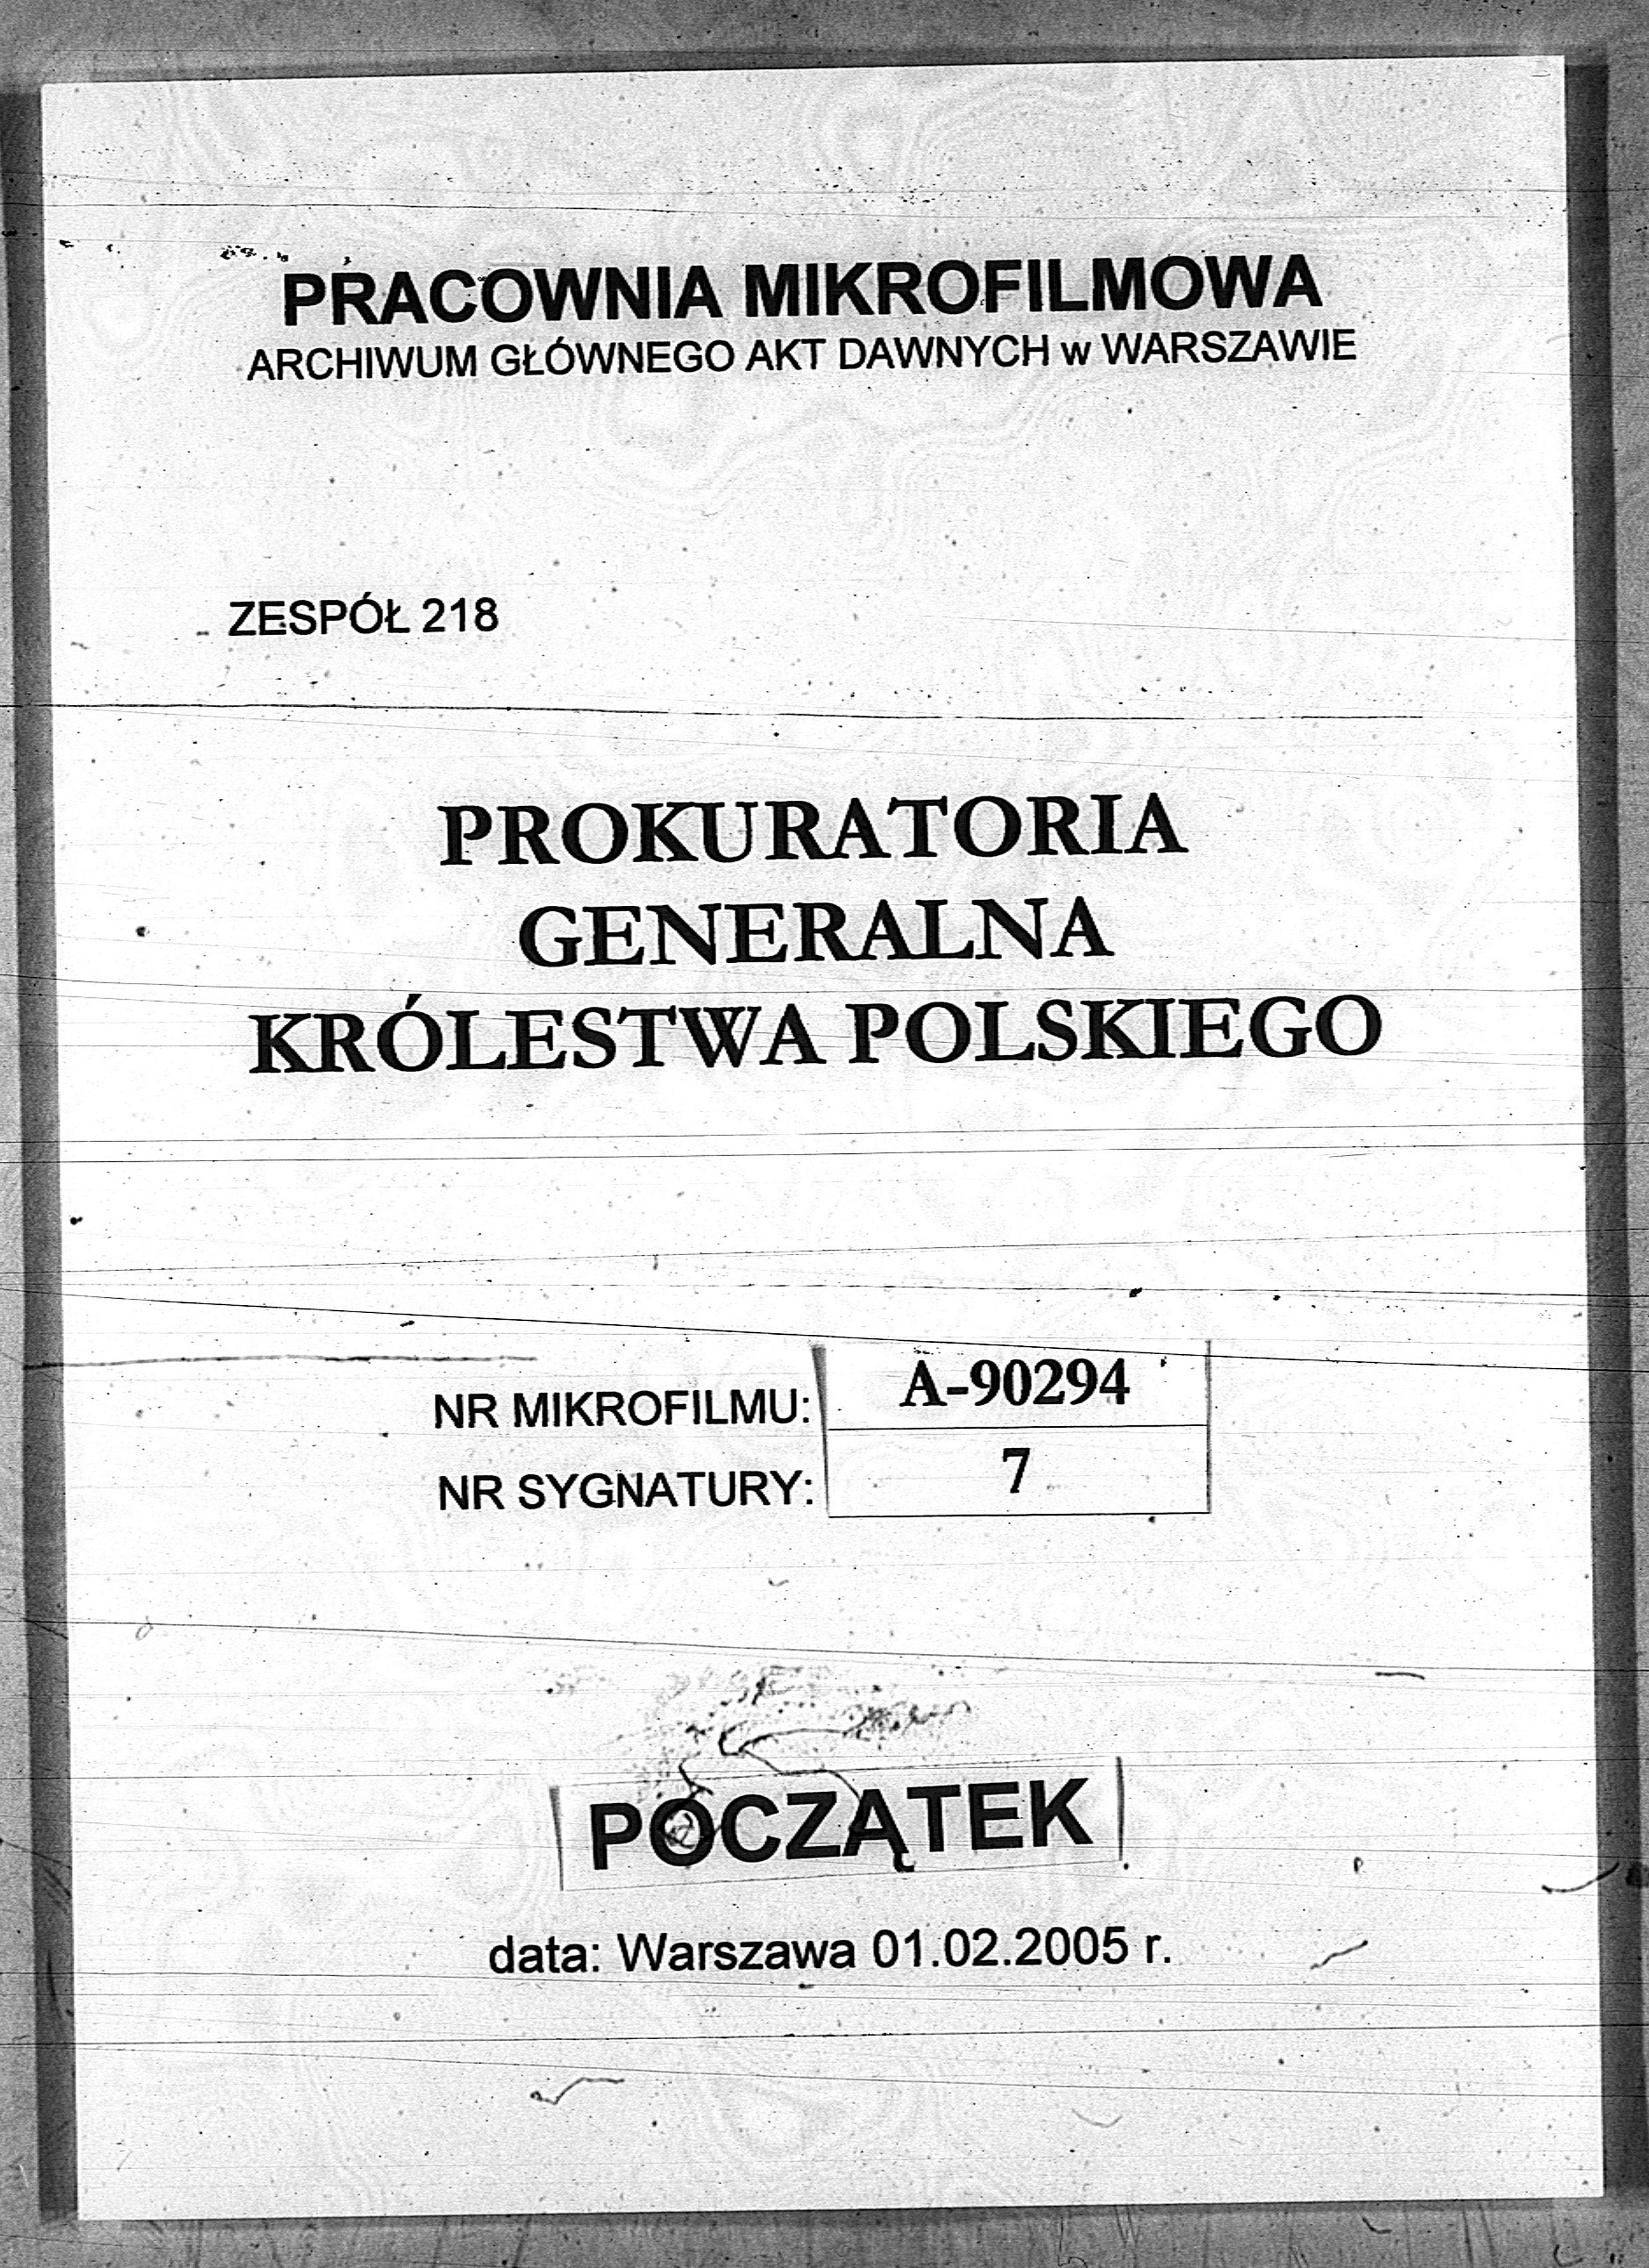 PRACOWNIA MIKROFILMOWA
ARCHIWUM GŁÓWNEGO AKT DAWNYCH w WARSZAWIE
ZESPÓŁ 218
PROKURATORIA
GENERALNA
KRÓLESTWA POLSKIEGO
NR MIKROFILMU: A-90294
NR SYGNATURY: 7
POCZĄTEK
data: Warszawa 01.02.2005 r.